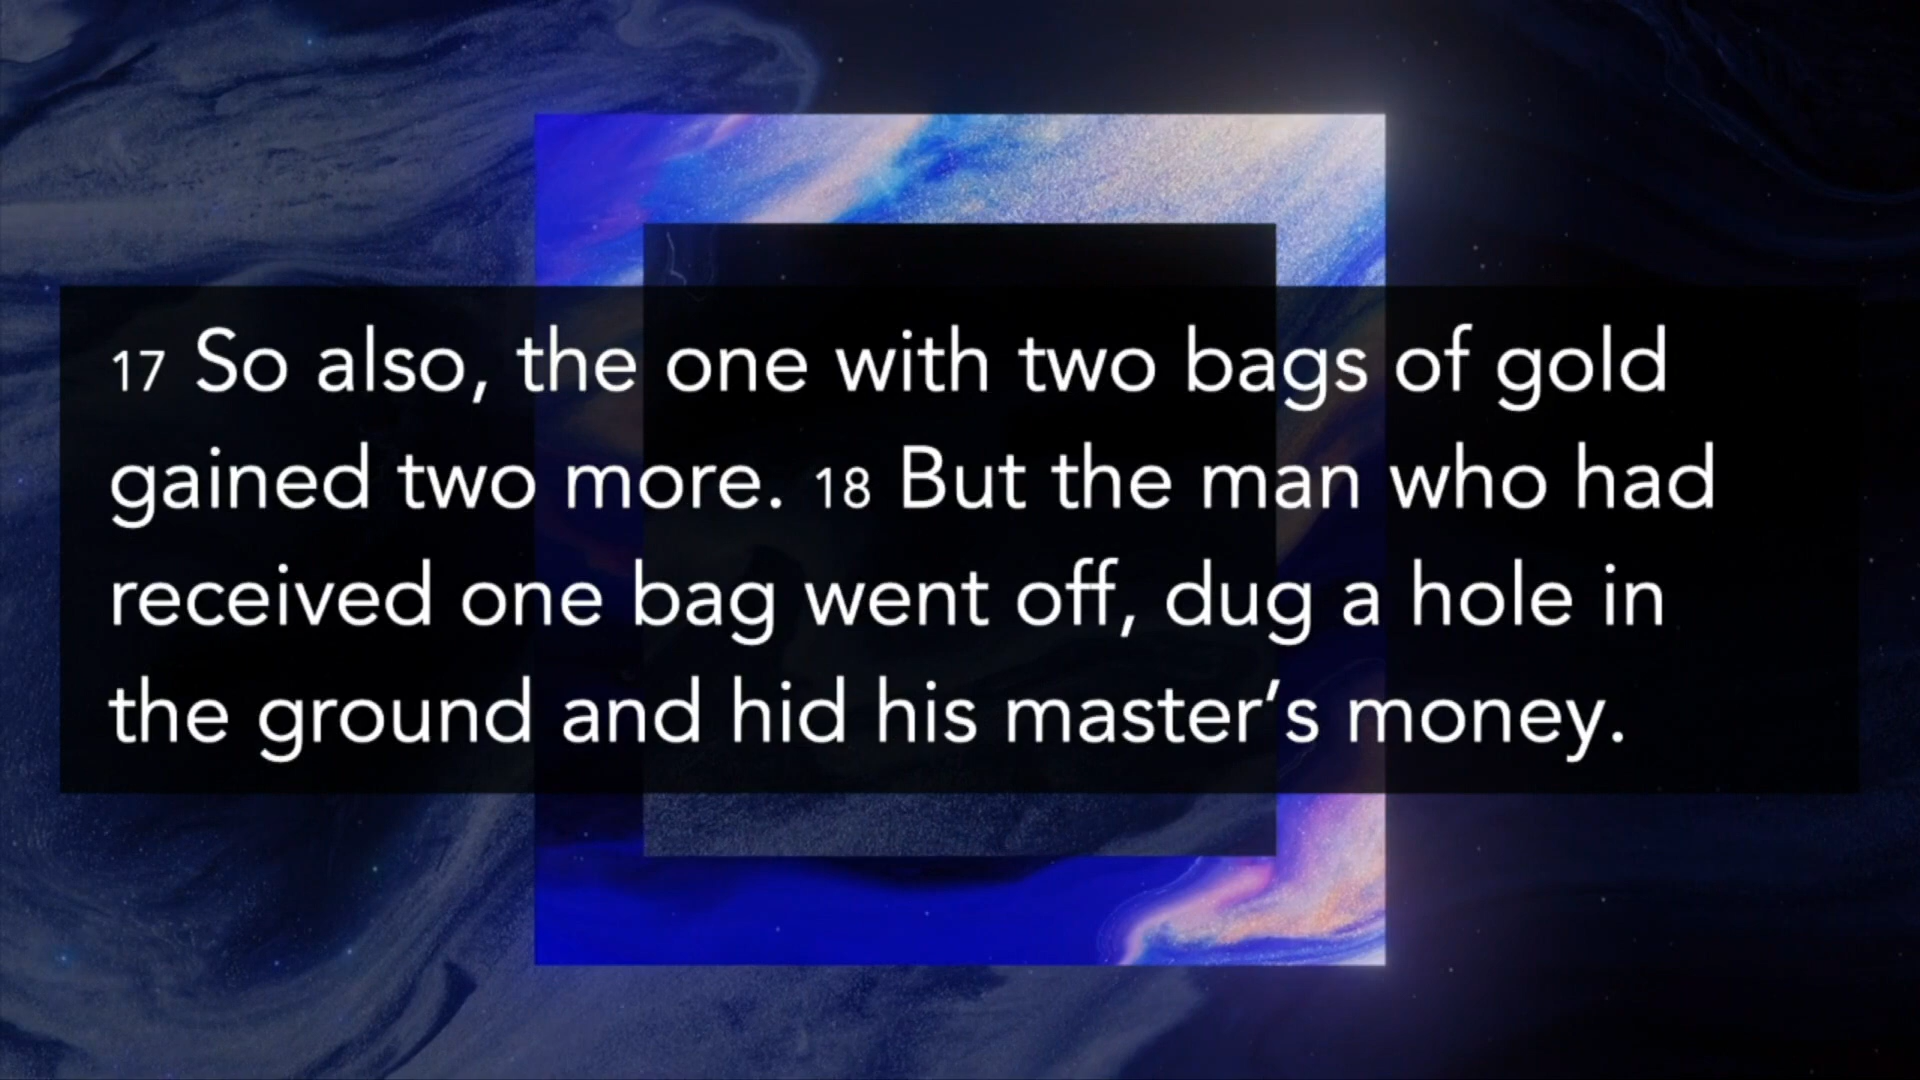 17 So also, the one with two bags of gold
gained two more. 18 But the man who had
received one bag went off, dug a hole in
the ground and hid his master’s money.